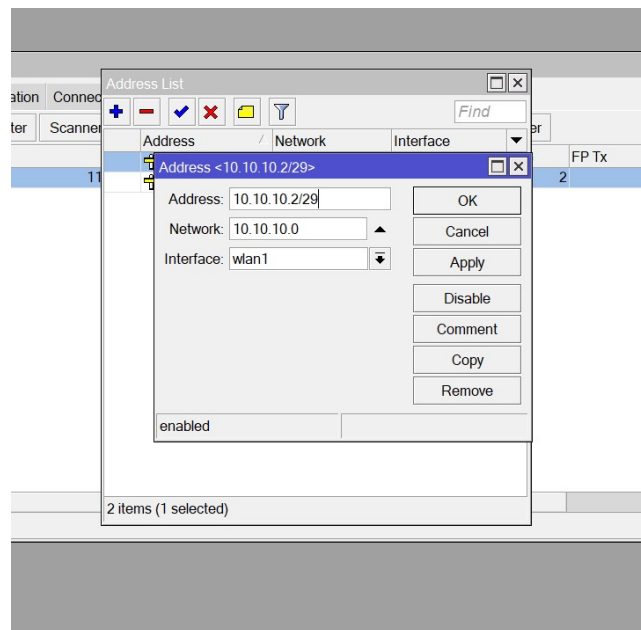 Address List
ation Connec
Find
ter Scanner
er
Address Network Interface
FP Tx
11
2
Address <10.10.10.2/29>
Address: 10.10.10.2/29 OK
Network: 10.10.10.0 Cancel
Interface: wlan1 Apply
Disable
Comment
Copy
Remove
enabled
2 items (1 selected)